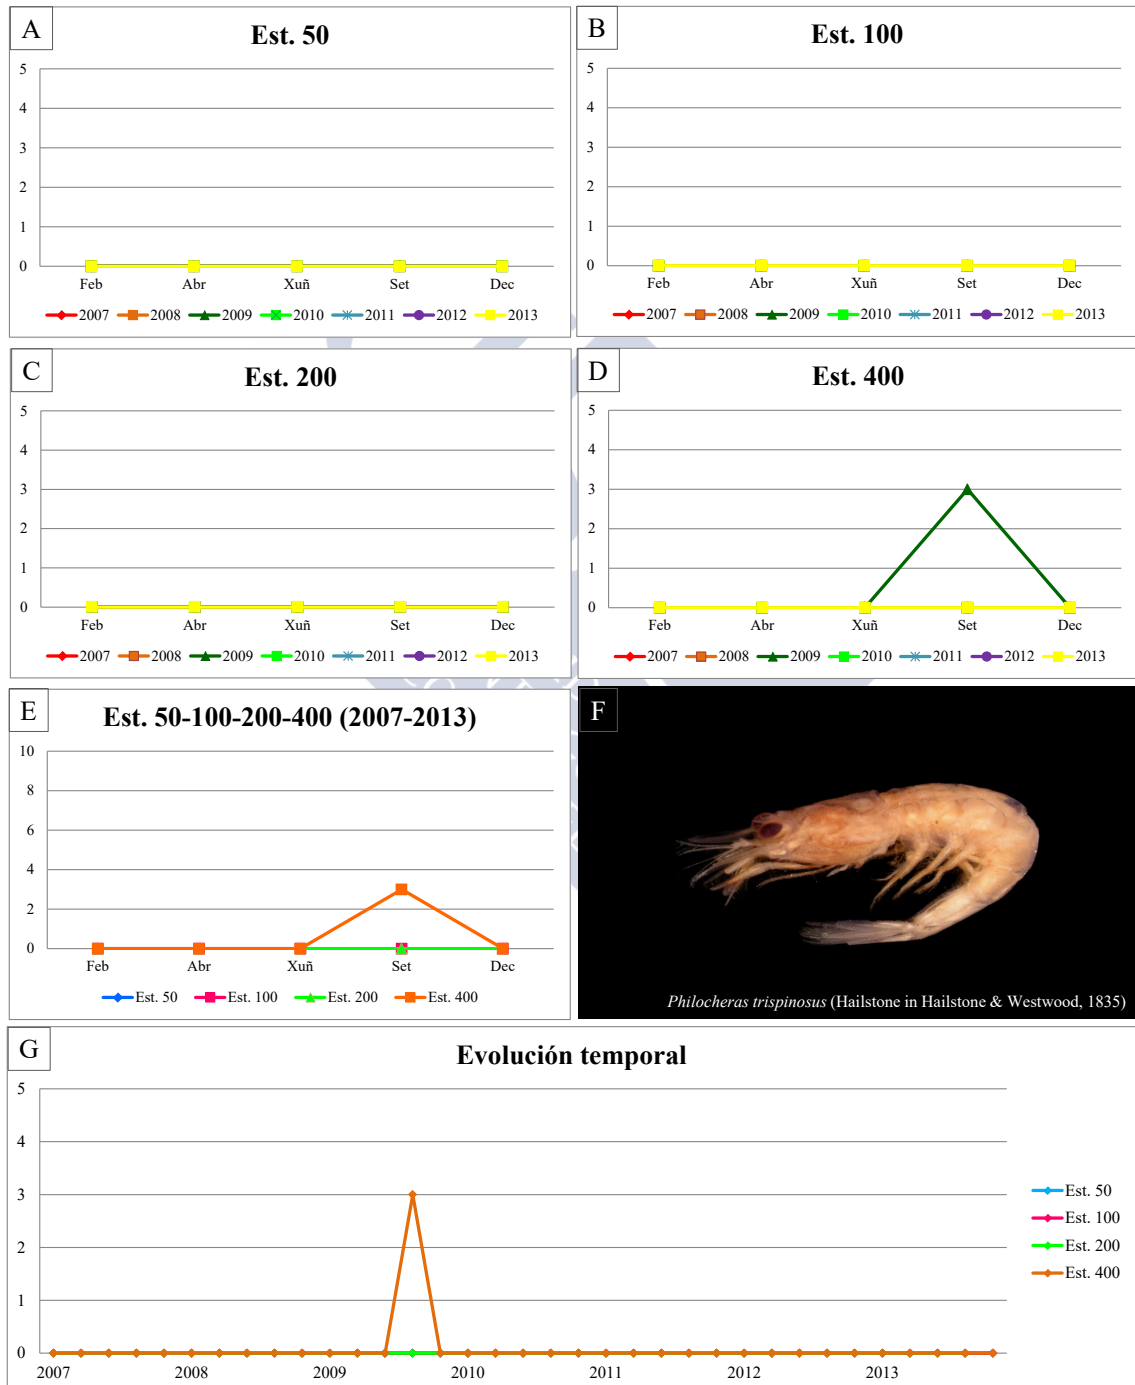 A
Est. 50
5
4
3
2
1
0
Feb Abr Xuñ Set Dec
2007 2008 2009 2010 2011 2012 2013
B
Est. 100
5
4
3
2
1
0
Feb Abr Xuñ Set Dec
2007 2008 2009 2010 2011 2012 2013
C
Est. 200
5
4
3
2
1
0
Feb Abr Xuñ Set Dec
2007 2008 2009 2010 2011 2012 2013
D
Est. 400
5
4
3
2
1
0
Feb Abr Xuñ Set Dec
2007 2008 2009 2010 2011 2012 2013
E
Est. 50-100-200-400 (2007-2013)
10
8
6
4
2
0
Feb Abr Xuñ Set Dec
Est. 50 Est. 100 Est. 200 Est. 400
F
Philocheras trispinosus (Hailstone in Hailstone & Westwood, 1835)
G
Evolución temporal
5
4
3
2
1
0
2007 2008 2009 2010 2011 2012 2013
Est. 50
Est. 100
Est. 200
Est. 400